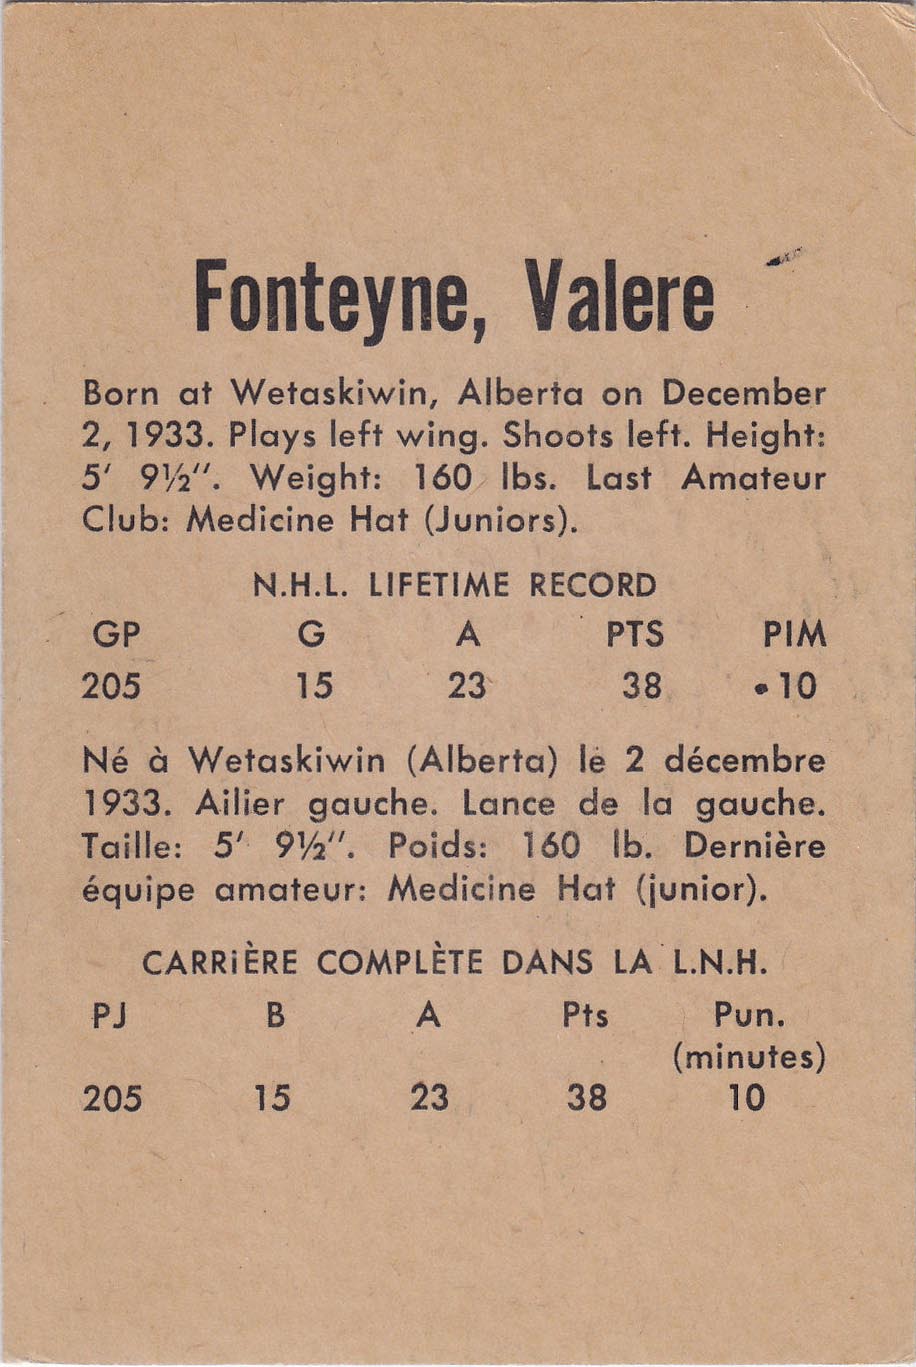 Fonteyne, Valere
Born at Wetaskiwin, Alberta on December
2, 1933. Plays left wing. Shoots left. Height:
5' 9½". Weight: 160 lbs. Last Amateur
Club: Medicine Hat (Juniors).
N.H.L. LIFETIME RECORD
GP G A PTS PIM
205 15 23 38 10
Né à Wetaskiwin (Alberta) le 2 décembre
1933. Ailier gauche. Lance de la gauche.
Taille: 5' 9½". Poids: 160 lb. Dernière
équipe amateur: Medicine Hat (junior).
CARRiÈRE COMPLÈTE DANS LA L.N.H.
PJ B A Pts Pun.
(minutes)
205 15 23 38 10